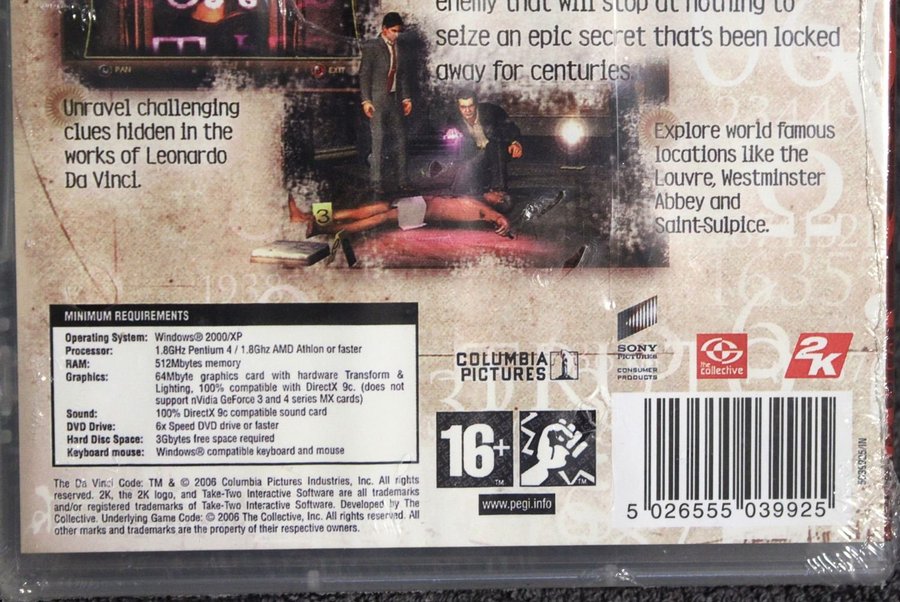 enemy that will stop at nothing to
seize an epic secret that's been locked
away for centuries.
PAN
EXIT
Unravel challenging
clues hidden in the
works of Leonardo
Da Vinci.
3
Explore world famous
locations like the
Louvre, Westminster
Abbey and
Saint-Sulpice.
MINIMUM REQUIREMENTS
Operating System: Windows® 2000/XP
Processor: 1.8GHz Pentium 4 / 1.8Ghz AMD Athlon or faster
RAM: 512Mbytes memory
Graphics: 64Mbyte graphics card with hardware Transform &
Lighting, 100% compatible with DirectX 9c. (does not
support nVidia GeForce 3 and 4 series MX cards)
Sound: 100% DirectX 9c compatible sound card
DVD Drive: 6x Speed DVD drive or faster
Hard Disc Space: 3Gbytes free space required
Keyboard mouse: Windows® compatible keyboard and mouse
COLUMBIA
PICTURES
SONY
PICTURES
CONSUMER
PRODUCTS
the
collective
2K
16+
TM
TM
www.pegi.info
5 026555 039925
The Da Vinci Code: TM & © 2006 Columbia Pictures Industries, Inc. All rights
reserved. 2K, the 2K logo, and Take-Two Interactive Software are all trademarks
and/or registered trademarks of Take-Two Interactive Software. Developed by The
Collective. Underlying Game Code: © 2006 The Collective, Inc. All rights reserved. All
other marks and trademarks are the property of their respective owners.